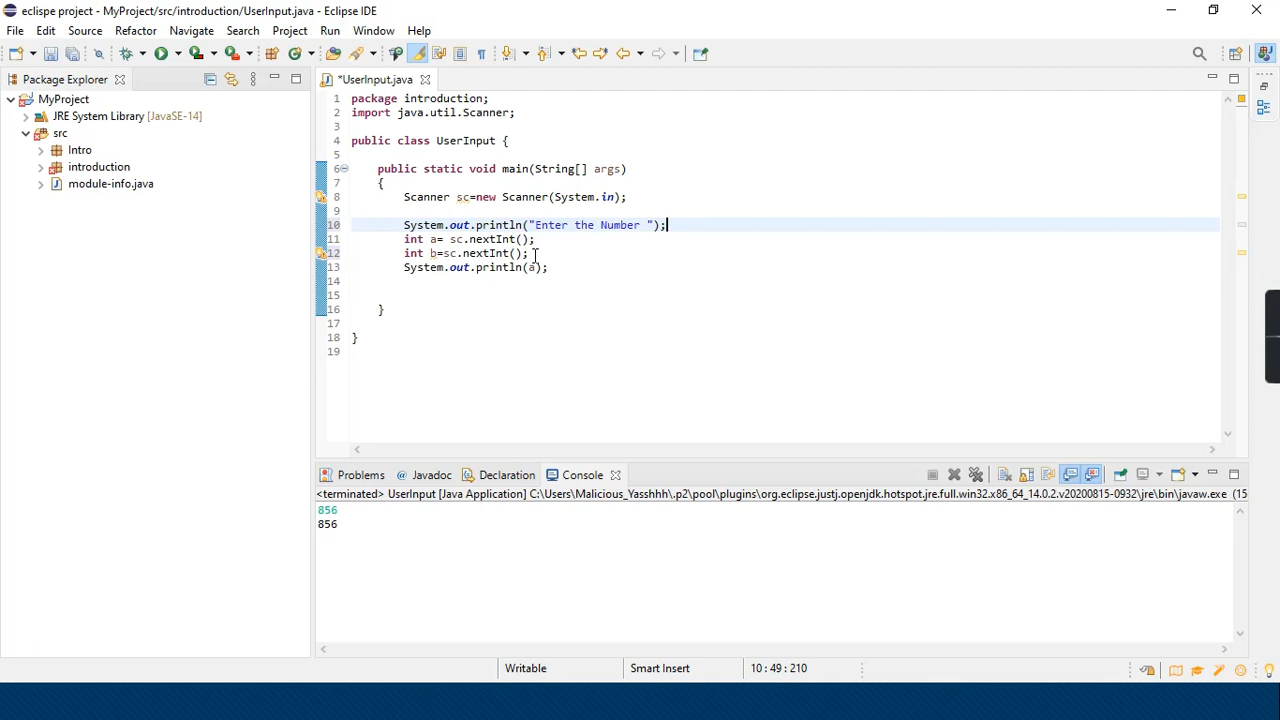 eclispe project - MyProject/src/introduction/UserInput.java - Eclipse IDE
File Edit Source Refactor Navigate Search Project Run Window Help
Package Explorer
*UserInput.java
MyProject
JRE System Library [JavaSE-14]
src
Intro
introduction
module-info.java
1 package introduction;
2 import java.util.Scanner;
3
4 public class UserInput {
5
6 public static void main(String[] args)
7 {
8 Scanner sc=new Scanner(System.in);
9
10 System.out.println("Enter the Number ");
11 int a= sc.nextInt();
12 int b=sc.nextInt();
13 System.out.println(a);
14
15
16 }
17
18 }
19
Problems @ Javadoc Declaration Console
<terminated> UserInput [Java Application] C:\Users\Malicious_Yasshhh\.p2\pool\plugins\org.eclipse.justj.openjdk.hotspot.jre.full.win32.x86_64_14.0.2.v20200815-0932\jre\bin\javaw.exe (15
856
856
Writable Smart Insert 10 : 49 : 210